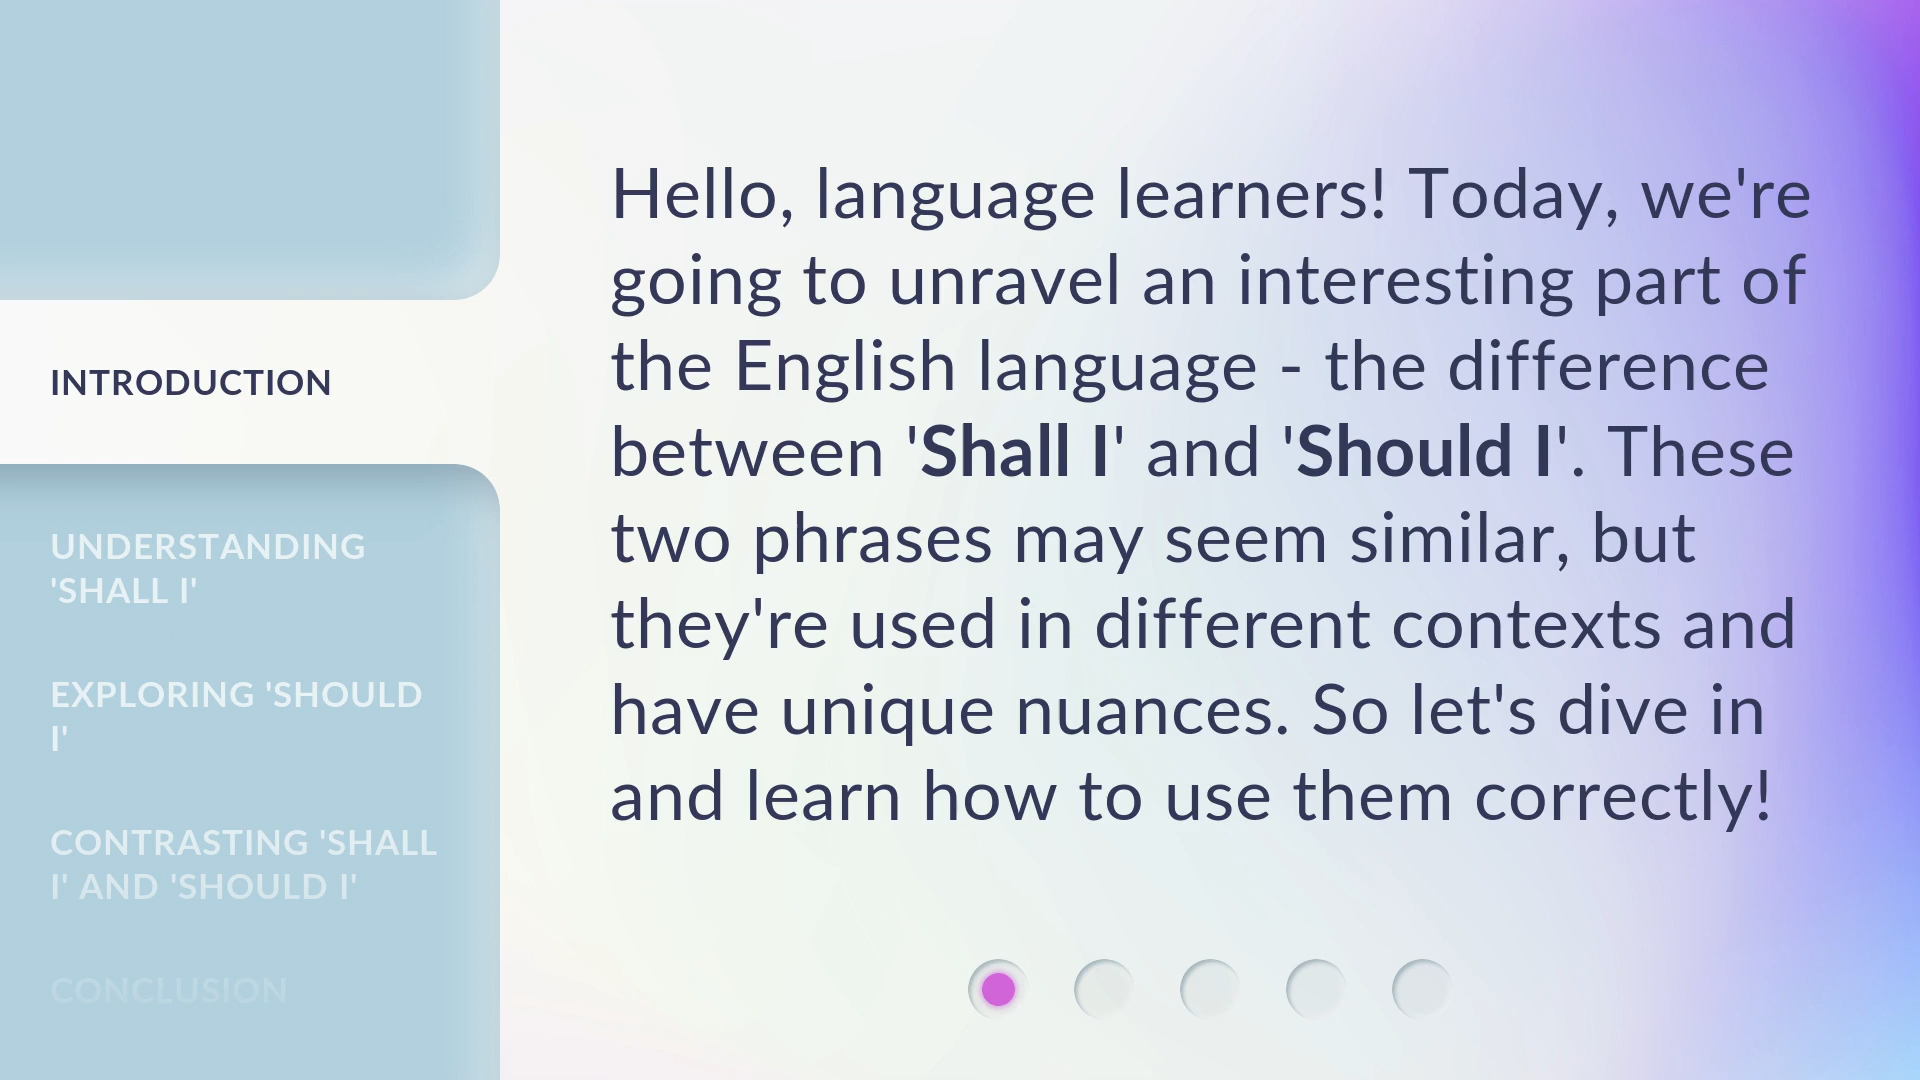 INTRODUCTION
UNDERSTANDING
'SHALL I'
EXPLORING 'SHOULD
I'
CONTRASTING 'SHALL
I' AND 'SHOULD I'
CONCLUSION
Hello, language learners! Today, we're
going to unravel an interesting part of
the English language - the difference
between 'Shall I' and 'Should I'. These
two phrases may seem similar, but
they're used in different contexts and
have unique nuances. So let's dive in
and learn how to use them correctly!